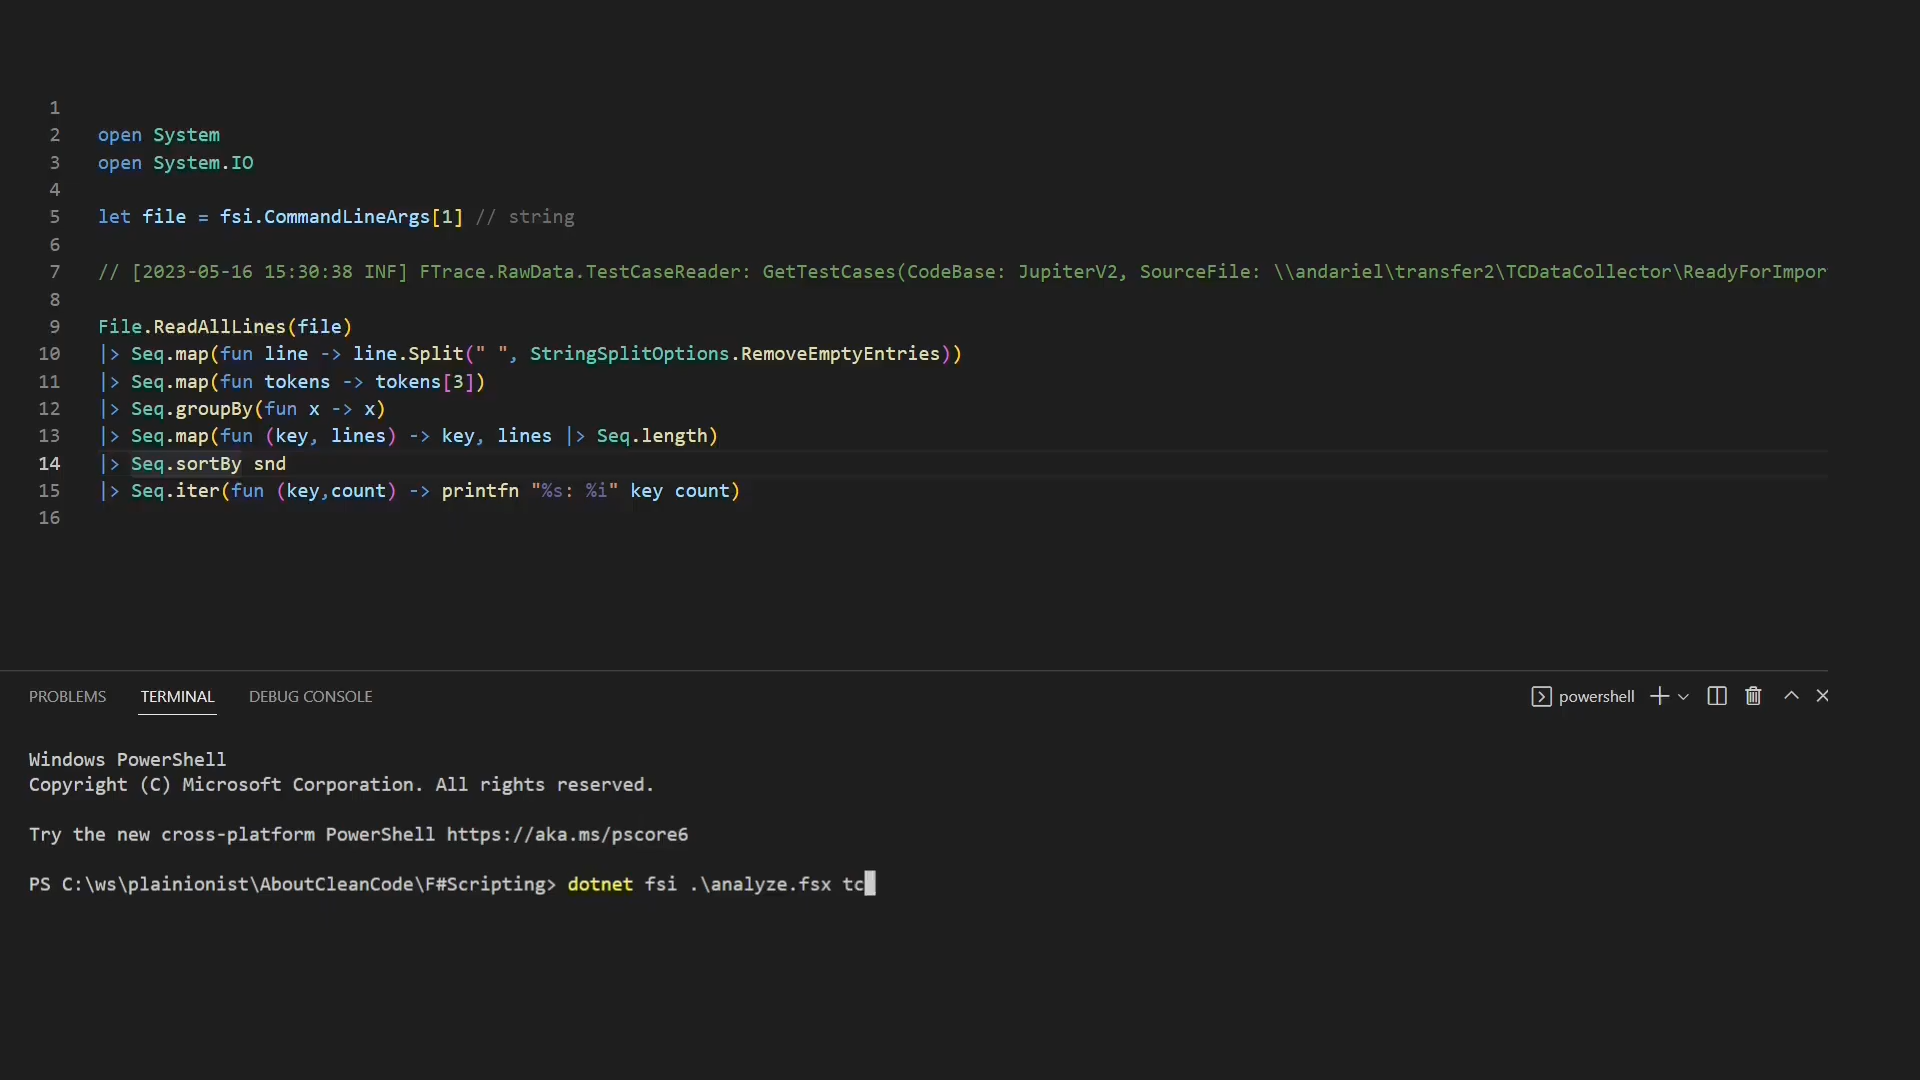 1
2 open System
3 open System.IO
4
5 let file = fsi.CommandLineArgs[1] // string
6
7 // [2023-05-16 15:30:38 INF] FTrace.RawData.TestCaseReader: GetTestCases(CodeBase: JupiterV2, SourceFile: \\andariel\transfer2\TCDataCollector\ReadyForImpor
8
9 File.ReadAllLines(file)
10 |> Seq.map(fun line -> line.Split(" ", StringSplitOptions.RemoveEmptyEntries))
11 |> Seq.map(fun tokens -> tokens[3])
12 |> Seq.groupBy(fun x -> x)
13 |> Seq.map(fun (key, lines) -> key, lines |> Seq.length)
14 |> Seq.sortBy snd
15 |> Seq.iter(fun (key,count) -> printfn "%s: %i" key count)
16
PROBLEMS TERMINAL DEBUG CONSOLE powershell
Windows PowerShell
Copyright (C) Microsoft Corporation. All rights reserved.
Try the new cross-platform PowerShell https://aka.ms/pscore6
PS C:\ws\plainionist\AboutCleanCode\F#Scripting> dotnet fsi .\analyze.fsx tc